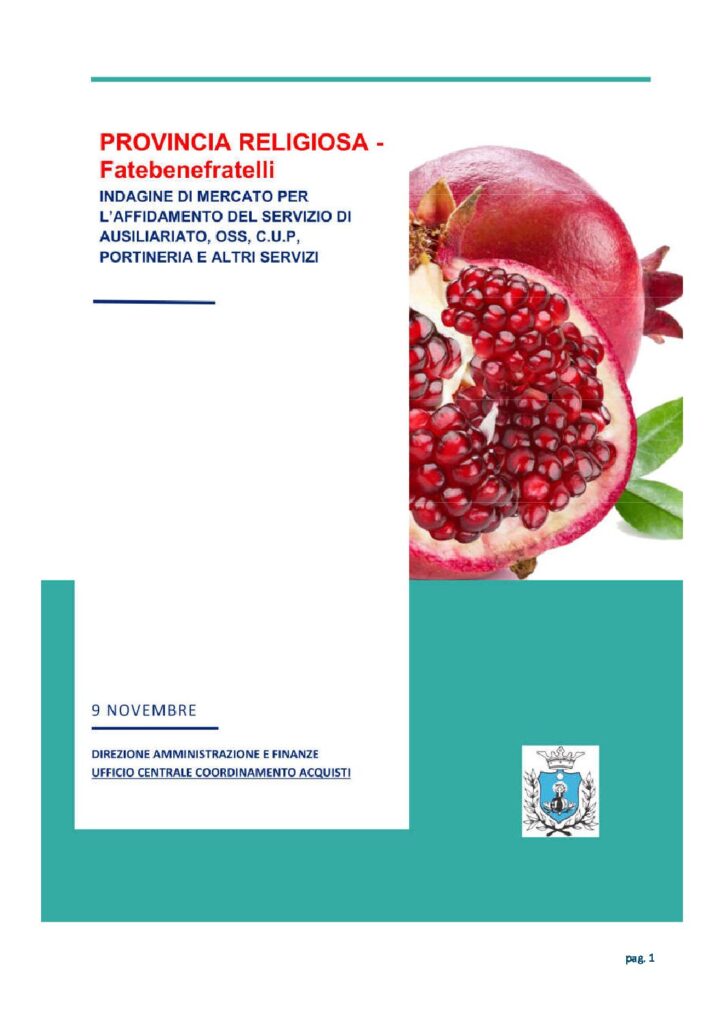 PROVINCIA RELIGIOSA -
Fatebenefratelli
INDAGINE DI MERCATO PER
L'AFFIDAMENTO DEL SERVIZIO DI
AUSILIARIATO, OSS, C.U.P,
PORTINERIA E ALTRI SERVIZI
9 NOVEMBRE
DIREZIONE AMMINISTRAZIONE E FINANZE
UFFICIO CENTRALE COORDINAMENTO ACQUISTI
pag. 1